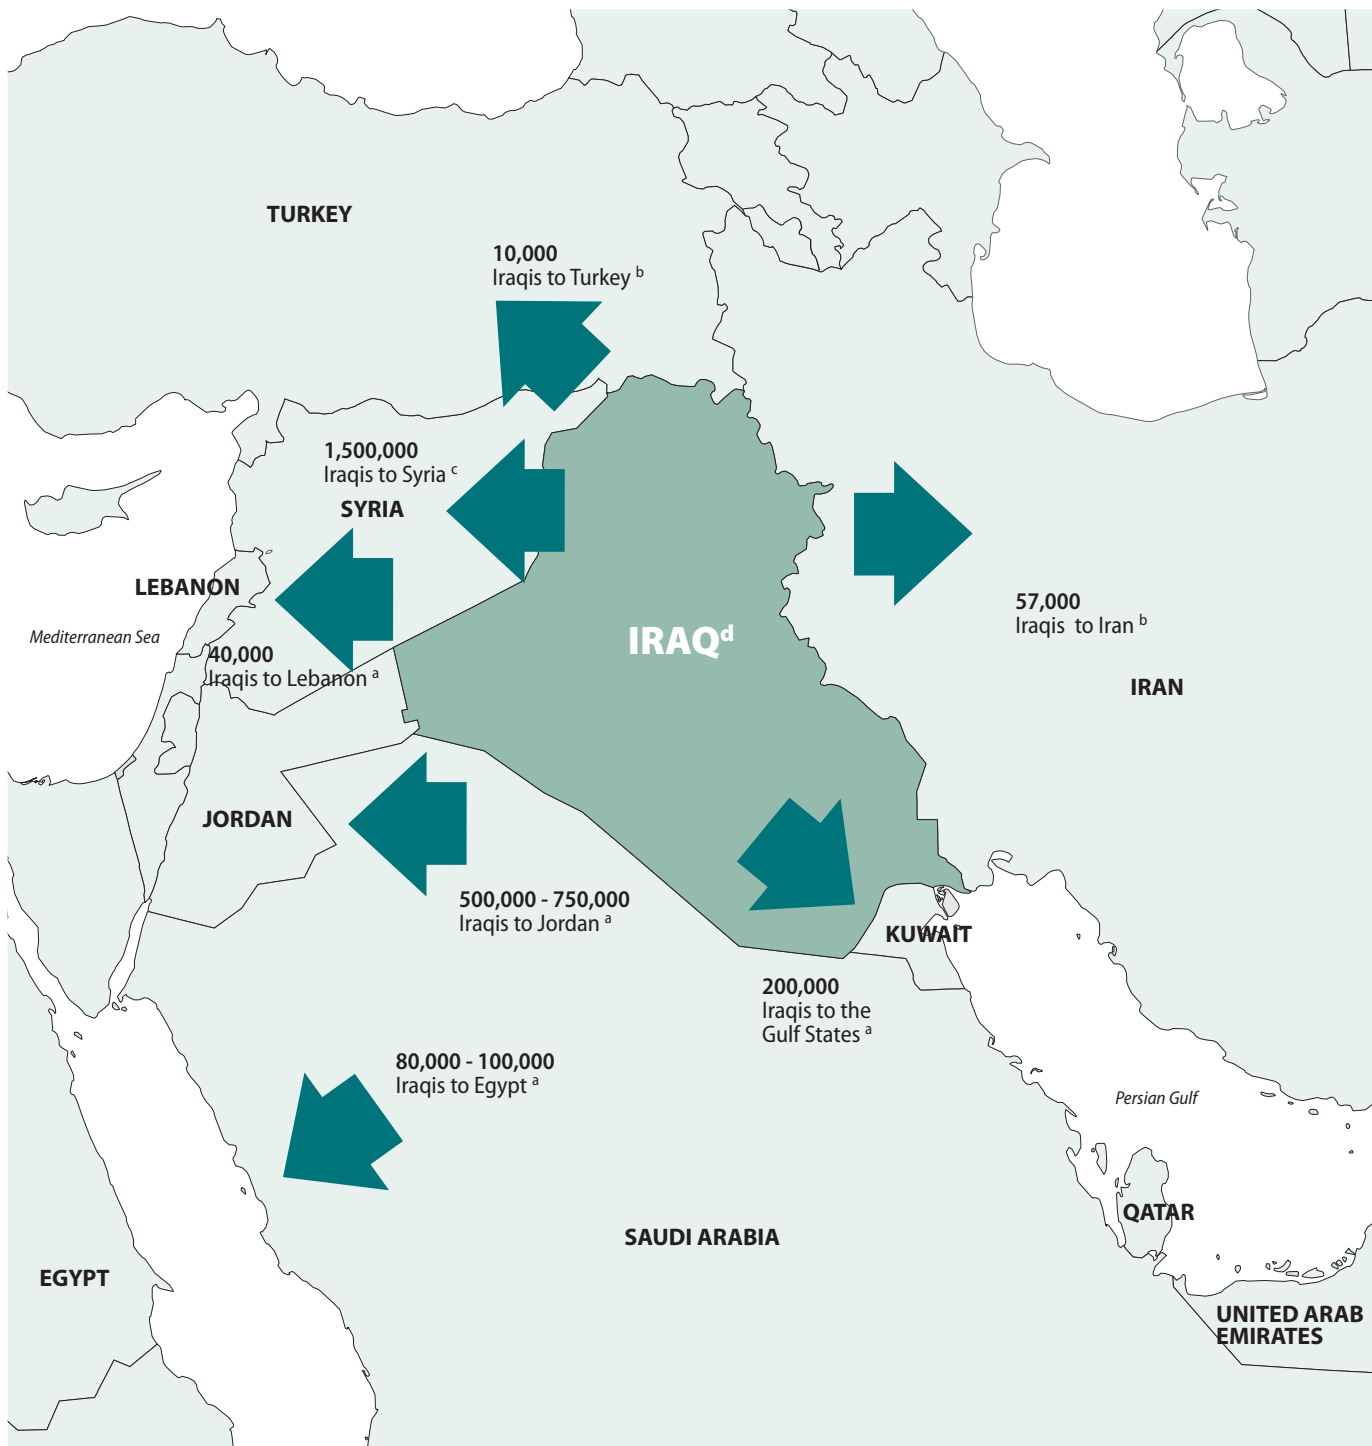 TURKEY
10,000
Iraqis to Turkey b
1,500,000
Iraqis to Syria c
SYRIA
LEBANON
Mediterranean Sea
40,000
Iraqis to Lebanon a
IRAQd
57,000
Iraqis to Iran b
IRAN
JORDAN
500,000 - 750,000
Iraqis to Jordan a
KUWAIT
200,000
Iraqis to the
Gulf States a
80,000 - 100,000
Iraqis to Egypt a
Persian Gulf
QATAR
SAUDI ARABIA
EGYPT
UNITED ARAB
EMIRATES